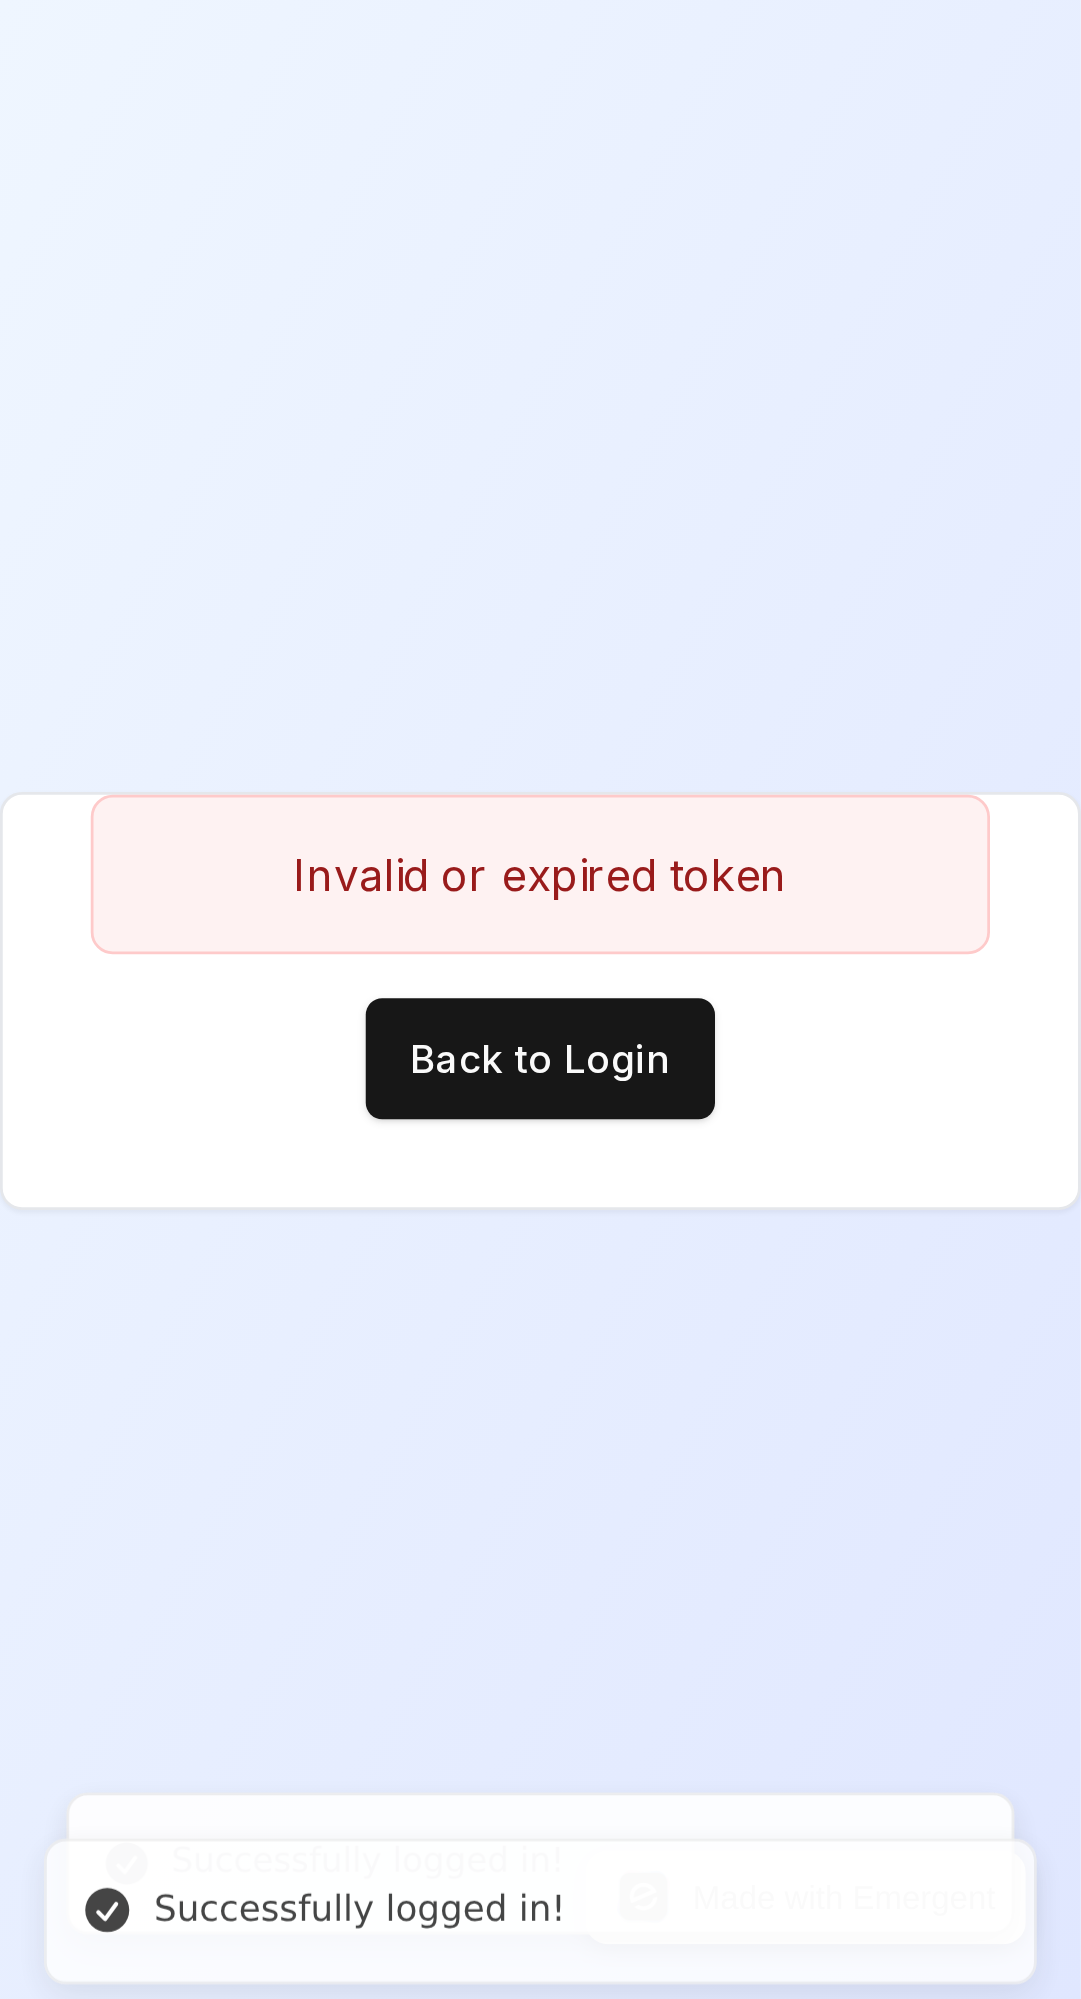 Invalid or expired token
Back to Login
Successfully logged in!
Made with Emergent
Successfully logged in!